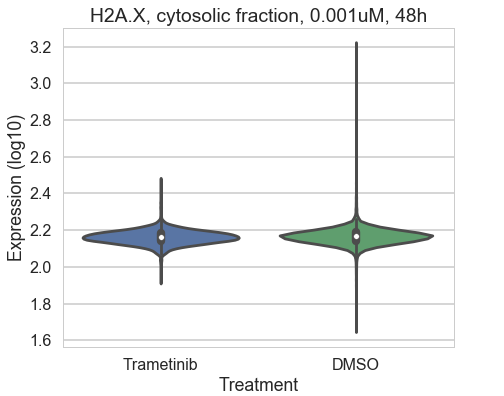 H2A.X, cytosolic fraction, 0.001uM, 48h
Expression (log10)
3.2
3.0
2.8
2.6
2.4
2.2
2.0
1.8
1.6
Trametinib
DMSO
Treatment